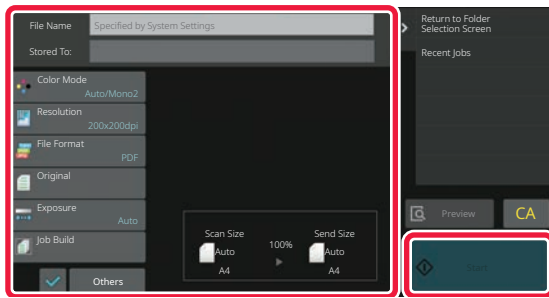 File Name
Specified by System Settings
Stored To:
Color Mode
Auto/Mono2
Resolution
200x200dpi
File Format
PDF
Original
Exposure
Auto
Job Build
Others
Scan Size
Auto
A4
100%
Send Size
Auto
A4
Return to Folder
Selection Screen
Recent Jobs
Preview
CA
Start